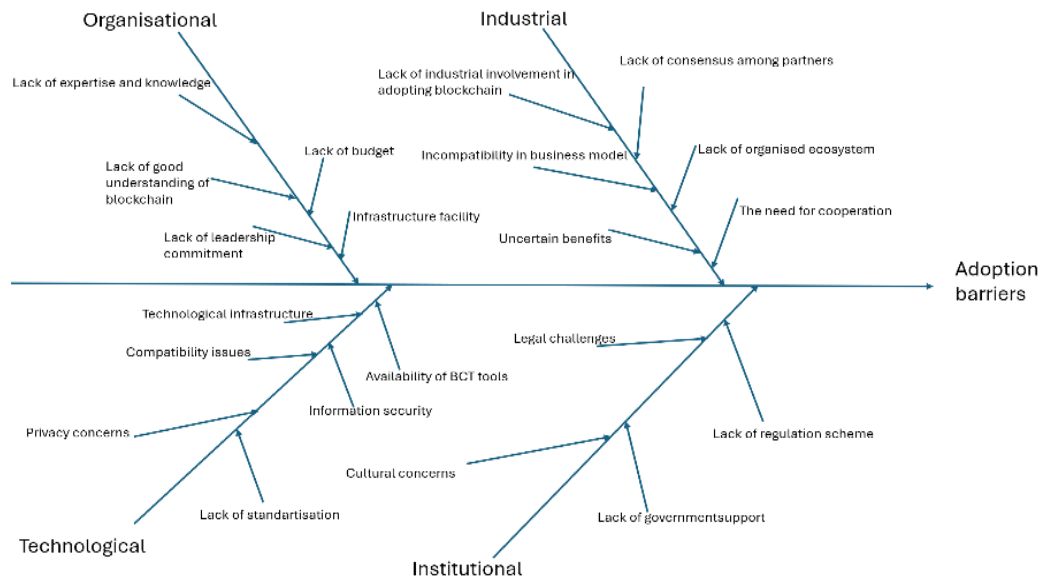 Organisational
Industrial
Lack of expertise and knowledge
Lack of industrial involvement in
adopting blockchain
Lack of consensus among partners
Lack of good
understanding of
blockchain
Lack of budget
Incompatibility in business model
Lack of organised ecosystem
Lack of leadership
commitment
Infrastructure facility
Uncertain benefits
The need for cooperation
Adoption
barriers
Technological infrastructure
Legal challenges
Compatibility issues
Availability of BCT tools
Information security
Privacy concerns
Lack of regulation scheme
Cultural concerns
Lack of standartisation
Lack of governmentsupport
Technological
Institutional